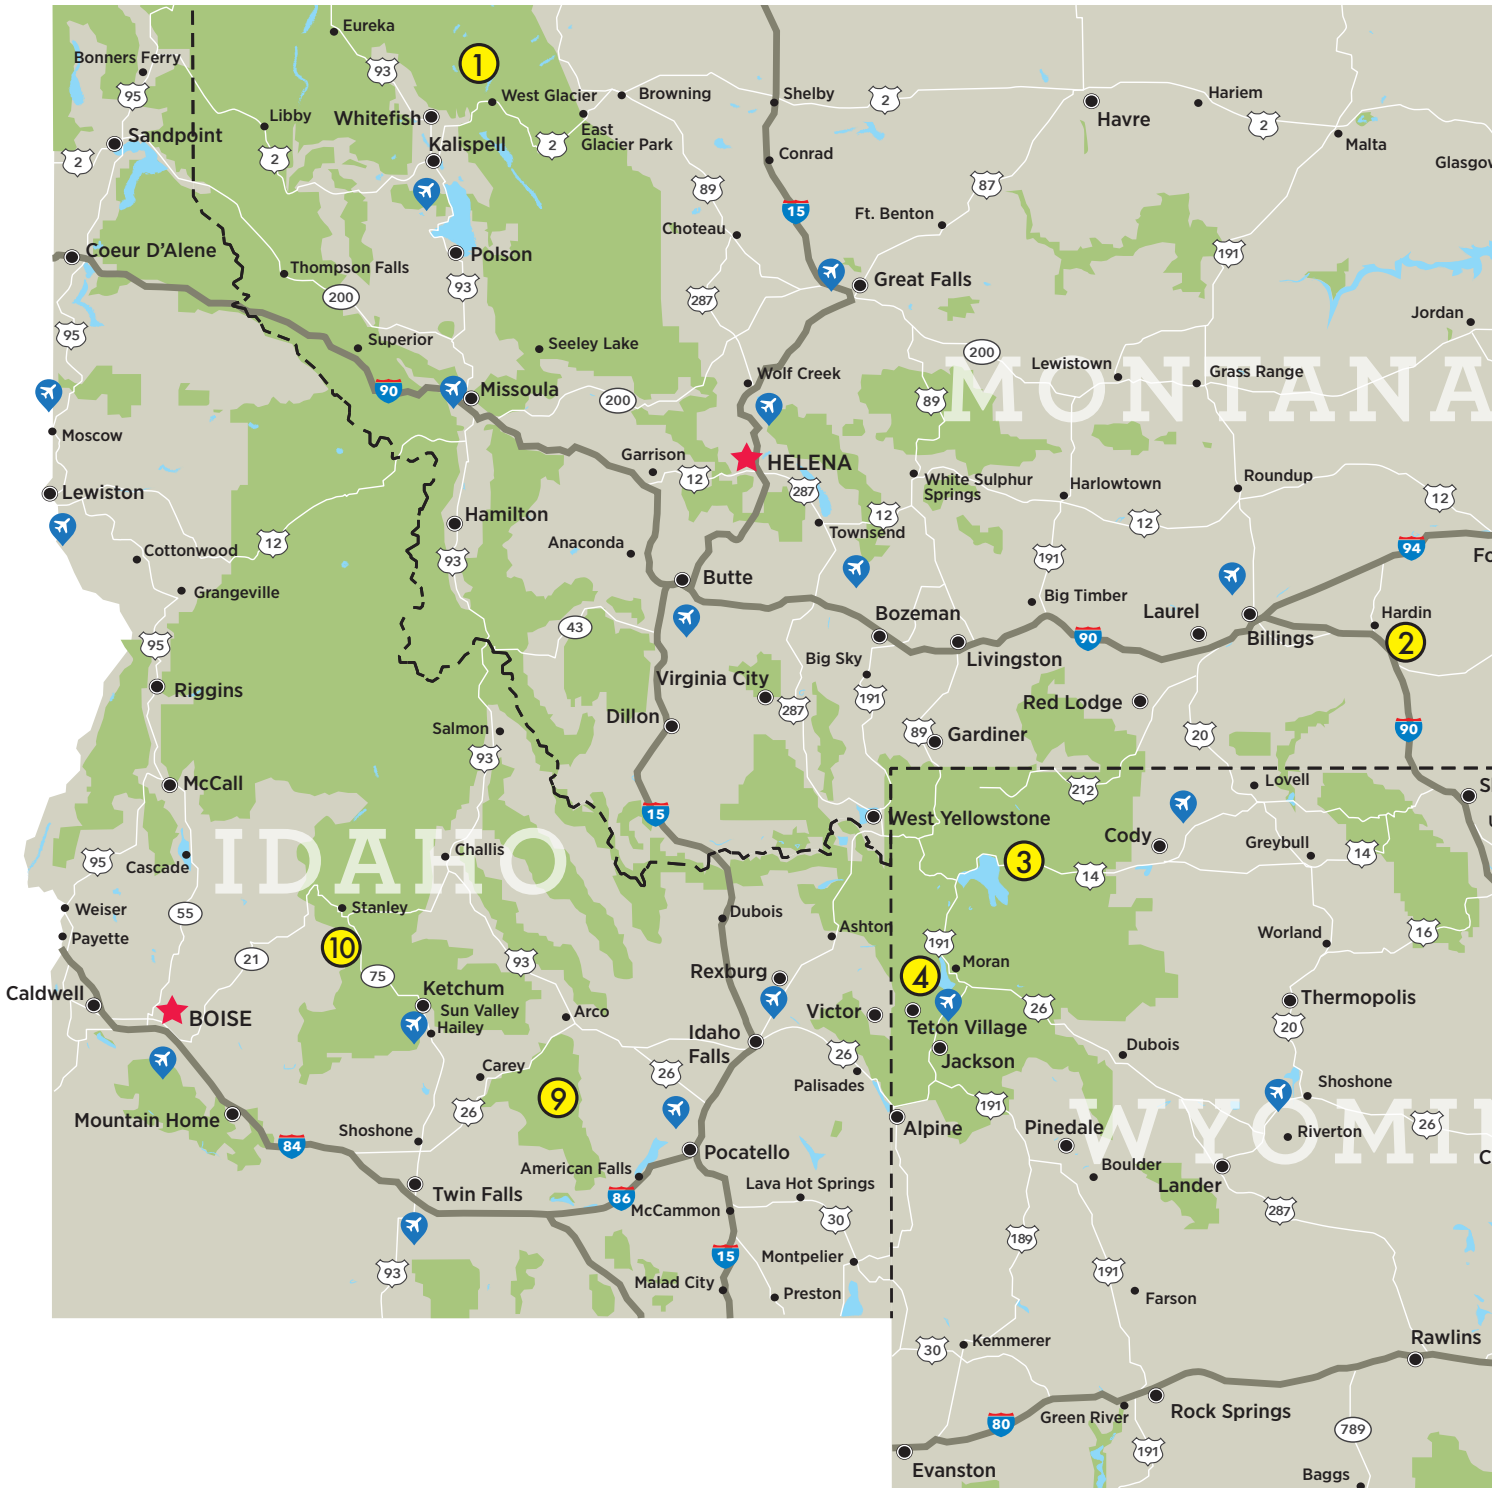 Eureka
1
Bonners Ferry
93
95
West Glacier
Browning
Shelby
2
Hariem
Libby
Whitefish
Havre
2
Sandpoint
East
Glacier Park
2
Kalispell
2
2
Malta
Conrad
Glasgow
89
87
15
Ft. Benton
Choteau
191
Coeur D'Alene
Polson
Thompson Falls
Great Falls
93
200
287
Jordan
95
Superior
Seeley Lake
200
Lewistown
Grass Range
MONTANA
Wolf Creek
90
Missoula
200
89
Moscow
Garrison
HELENA
12
287
White Sulphur
Springs
Harlowtown
Roundup
12
Lewiston
Hamilton
12
Townsend
12
Anaconda
Cottonwood
12
94
Fo
93
191
Butte
Grangeville
Big Timber
Laurel
Hardin
Bozeman
43
90
Billings
2
95
Livingston
Big Sky
Riggins
Virginia City
191
Red Lodge
287
Dillon
Salmon
89
Gardiner
20
90
93
McCall
Lovell
212
S
15
West Yellowstone
Cody
IDAHO
Challis
Greybull
14
95
Cascade
3
14
Weiser
55
Stanley
Dubois
Ashton
Payette
10
191
Worland
16
21
93
Moran
75
Rexburg
4
Caldwell
Ketchum
Thermopolis
Sun Valley
BOISE
Hailey
Arco
Victor
26
Teton Village
20
Idaho
Falls
Dubois
26
Jackson
Carey
26
Palisades
Shoshone
9
191
26
Mountain Home
WYOMI
26
Alpine
Pinedale
Riverton
84
Shoshone
Pocatello
C
American Falls
Boulder
Lander
Lava Hot Springs
Twin Falls
86
McCammon
287
30
189
15
Montpelier
93
191
Malad City
Preston
Farson
30
Kemmerer
Rawlins
80
Green River
Rock Springs
789
191
Evanston
Baggs